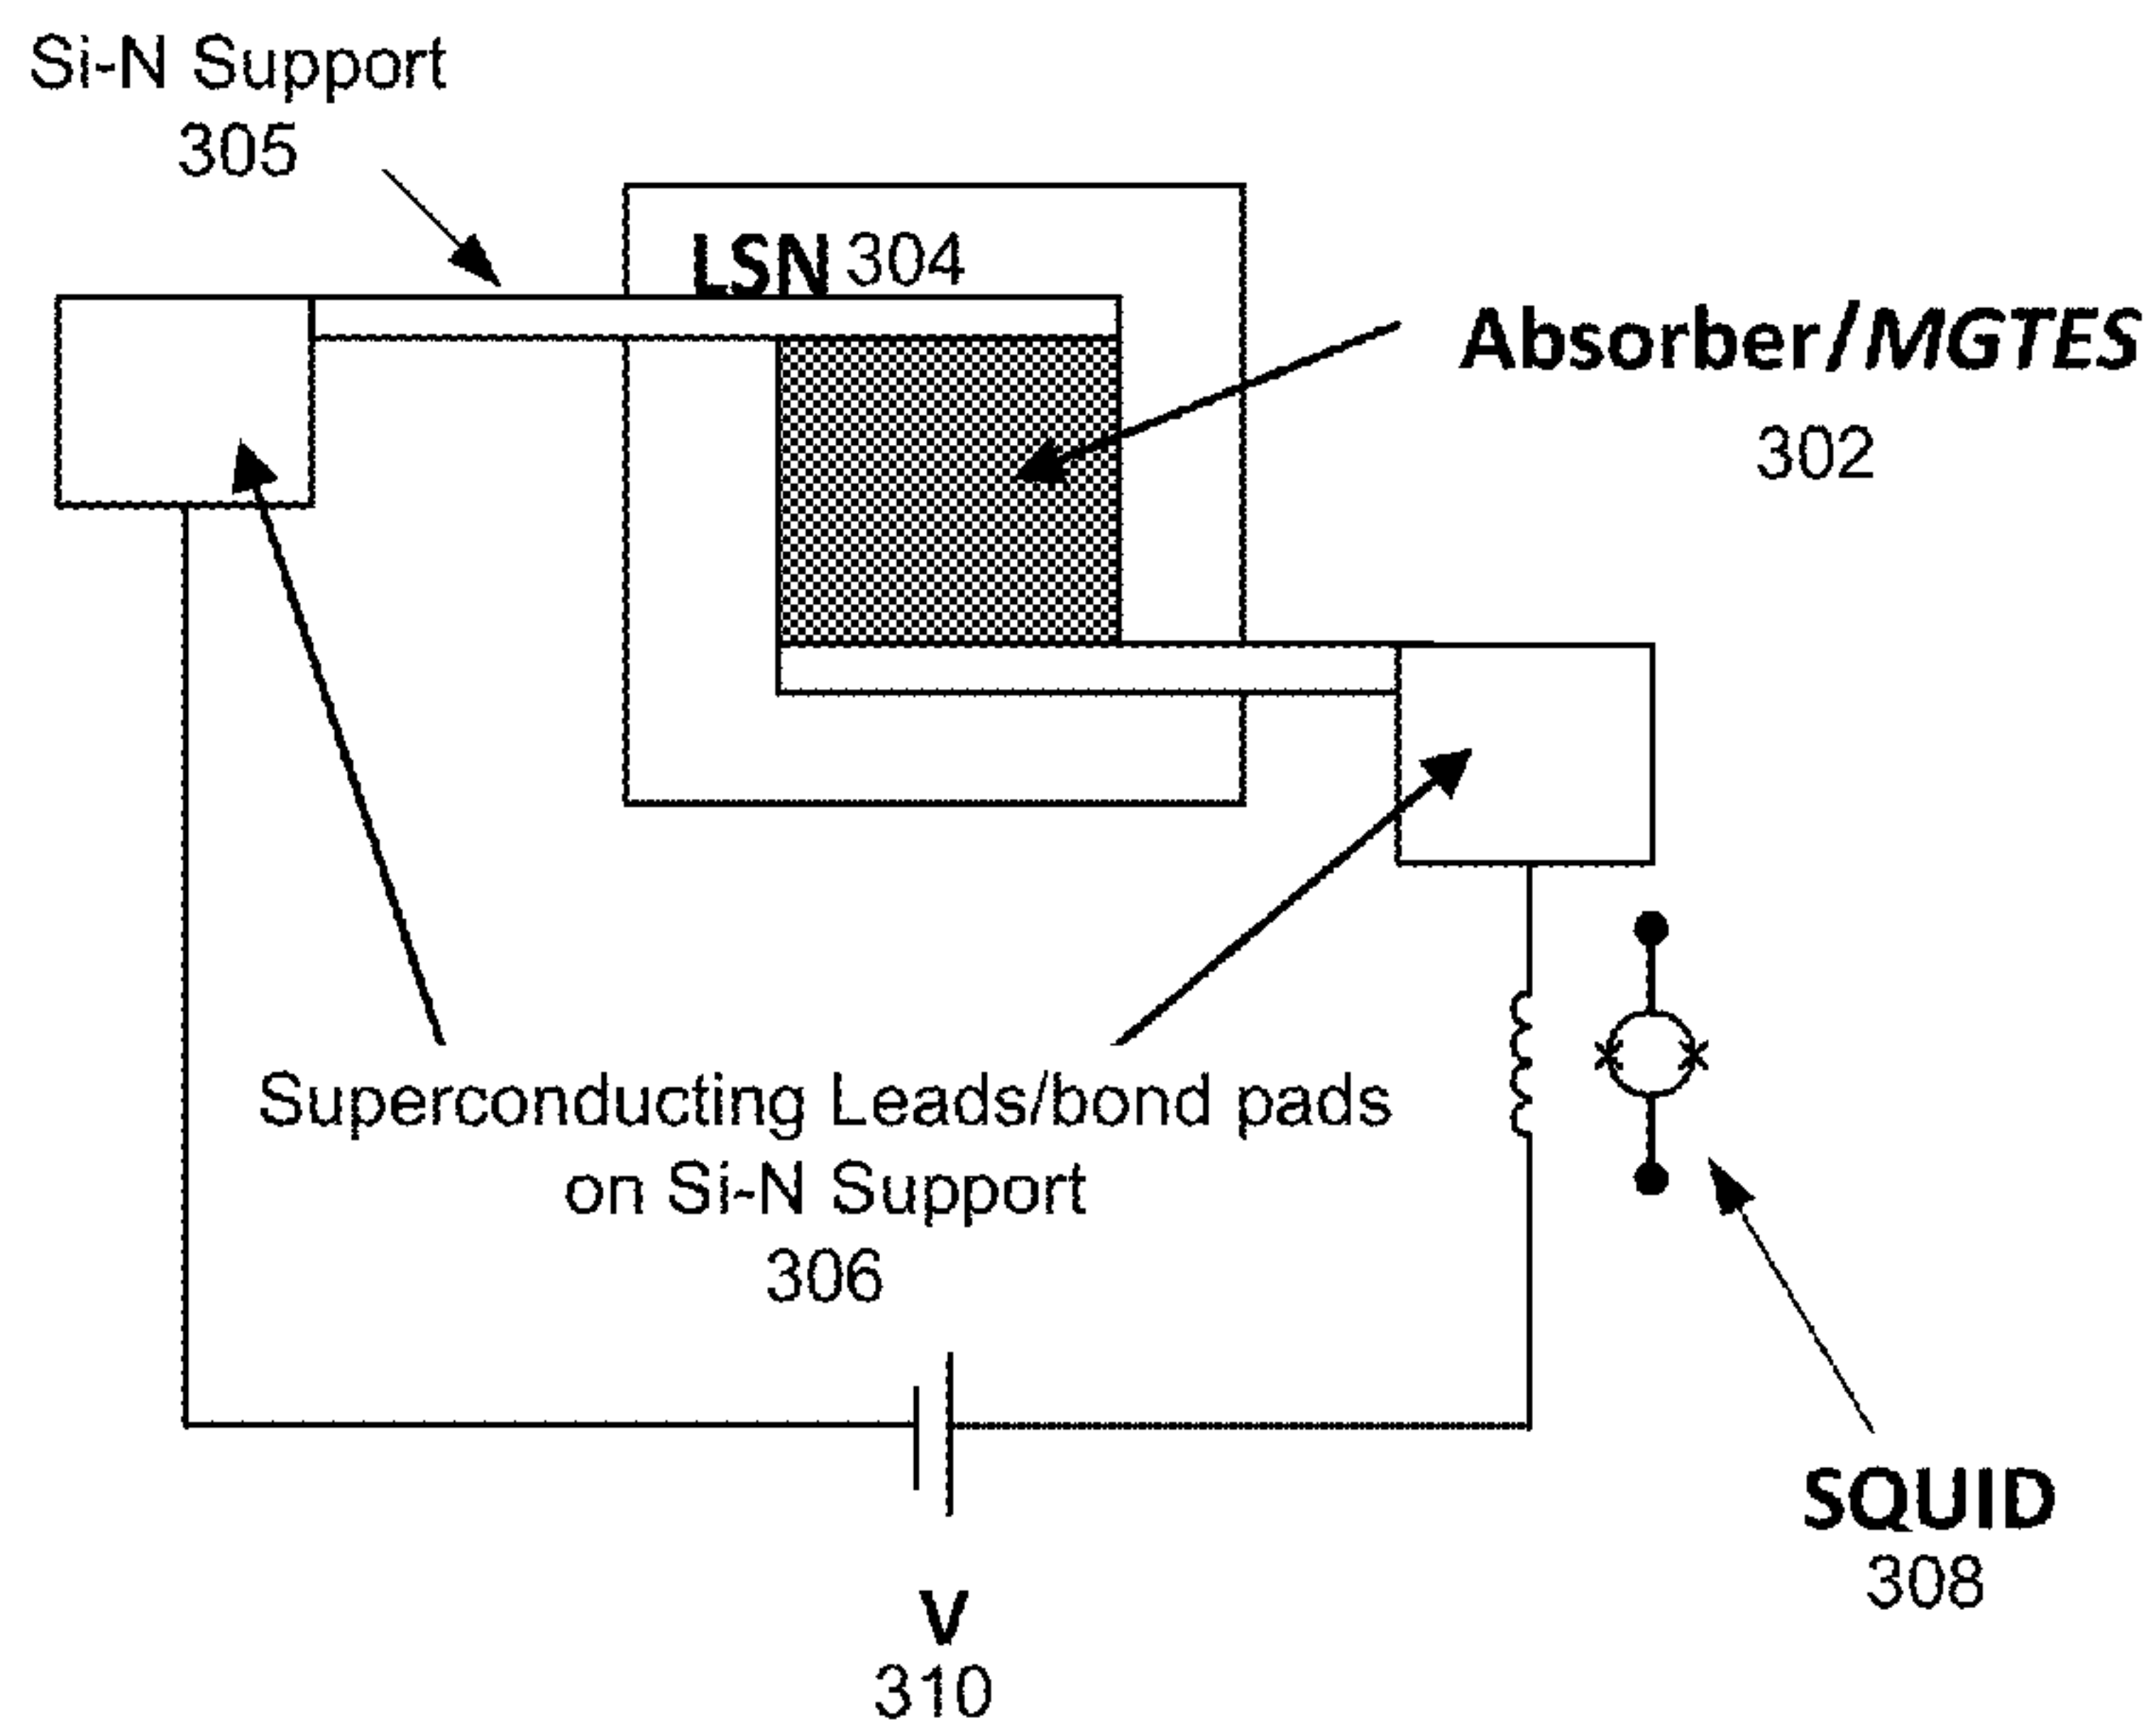 Si-N Support
305
LSN 304
Absorber/MGTES
302
Superconducting Leads/bond pads
on Si-N Support
306
SQUID
308
V
310